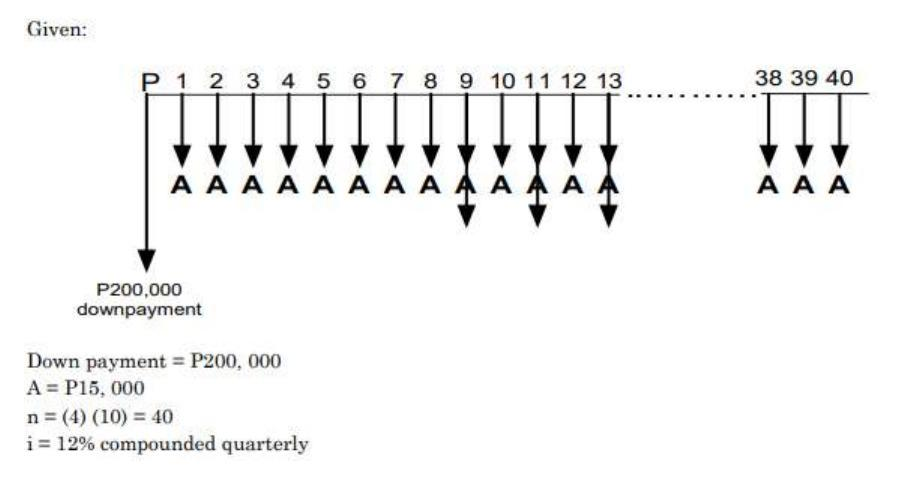 Given:
P 1 2 3 4 5 6 7 8 9 10 11 12 13 38 39 40
A A A A A A A A A A A A A A A A
P200,000
downpayment
Down payment = P200, 000
A = P15, 000
n = (4) (10) = 40
i = 12% compounded quarterly